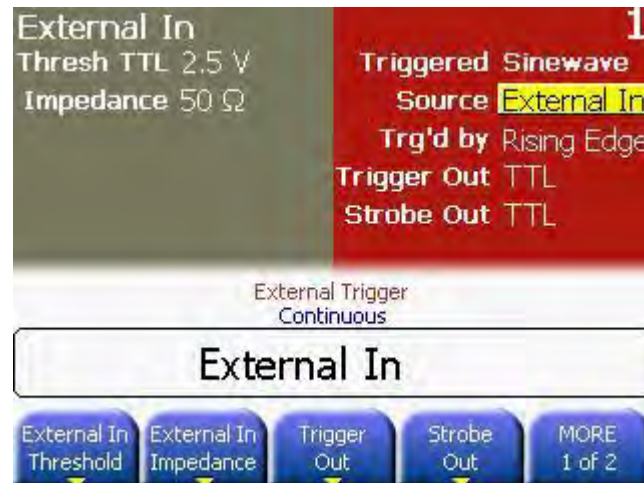 External In
Thresh TTL 2.5 V
Impedance 50 Ω
1
Triggered Sinewave
Source External In
Trg'd by Rising Edge
Trigger Out TTL
Strobe Out TTL
External Trigger
Continuous
External In
External In Threshold
External In Impedance
Trigger Out
Strobe Out
MORE 1 of 2